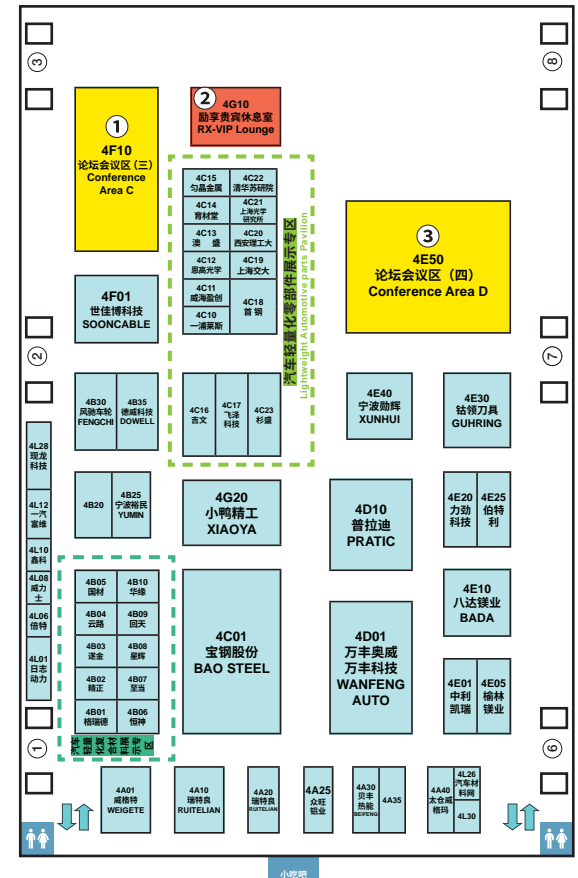 ③
⑧
①
4F10
论坛会议区（三）
Conference
Area C
②
4G10
励享贵宾休息室
RX-VIP Lounge
4C15
匀晶金属
4C22
清华苏研院
4C14
育材堂
4C21
上海光学
研究所
4C13
澳 盛
4C20
西安理工大
4C12
恩高光学
4C19
上海交大
4C11
威海盈创
4C10
一浦莱斯
4C18
首 钢
汽车轻量化零部件展示专区
Lightweight Automotive parts Pavilion
③
4E50
论坛会议区（四）
Conference Area D
4F01
世佳博科技
SOONCABLE
②
⑦
4B30
风驰车轮
FENGCHI
4B35
德威科技
DOWELL
4C16
吉文
4C17
飞泽
科技
4C23
杉盛
4E40
宁波勋辉
XUNHUI
4E30
钴领刀具
GUHRING
4L28
现龙
科技
4L12
一汽
富维
4L10
鑫科
4L08
威力
士
4L06
倍特
4L01
日志
动力
4B20
4B25
宁波裕民
YUMIN
4G20
小鸭精工
XIAOYA
4D10
普拉迪
PRATIC
4E20
力劲
科技
4E25
伯特
利
4B05
国材
4B10
华缘
4B04
云路
4B09
回天
4B03
遂金
4B08
星辉
4B02
精正
4B07
至当
4B01
格瑞德
4B06
恒神
汽车
轻量
化复
合材
料展
示专
区
4C01
宝钢股份
BAO STEEL
4D01
万丰奥威
万丰科技
WANFENG
AUTO
4E10
八达镁业
BADA
4E01
中利
凯瑞
4E05
榆林
镁业
①
⑥
4A01
威格特
WEIGETE
4A10
瑞特良
RUITELIAN
4A20
瑞特良
RUITELIAN
4A25
众旺
铝业
4A30
贝丰
热能
BEIFENG
4A35
4A40
太仓威
格玛
4L26
汽车材
料网
4L30
小吃吧